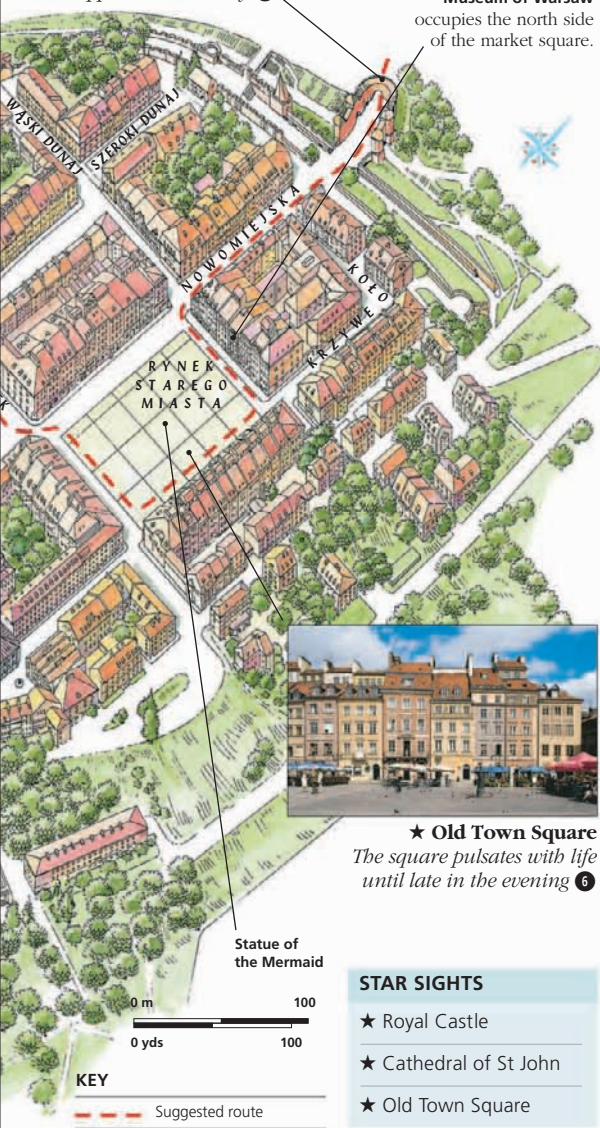 Museum of Warsaw
occupies the north side
of the market square.
WĄSKI DUNAJ
SZEROKI DUNAJ
NOWOMIEJSKA
KOŁO
KRZYWE
RYNEK
STAREGO
MIASTA
K
★ Old Town Square
The square pulsates with life
until late in the evening 6
Statue of
the Mermaid
0 m 100
0 yds 100
KEY
Suggested route
STAR SIGHTS
★ Royal Castle
★ Cathedral of St John
★ Old Town Square